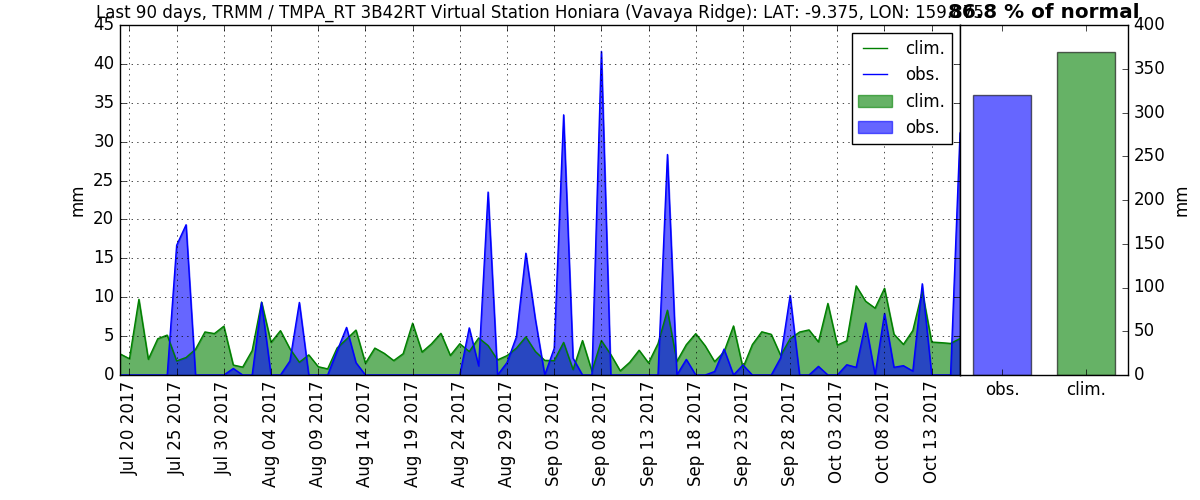 Last 90 days, TRMM / TMPA_RT 3B42RT Virtual Station Honiara (Vavaya Ridge): LAT: -9.375, LON:
86.8 % of normal
45
40
35
30
25
20
15
10
5
0
mm
clim.
obs.
clim.
obs.
400
350
300
250
200
150
100
50
0
mm
obs.
clim.
Jul 20 2017
Jul 25 2017
Jul 30 2017
Aug 04 2017
Aug 09 2017
Aug 14 2017
Aug 19 2017
Aug 24 2017
Aug 29 2017
Sep 03 2017
Sep 08 2017
Sep 13 2017
Sep 18 2017
Sep 23 2017
Sep 28 2017
Oct 03 2017
Oct 08 2017
Oct 13 2017